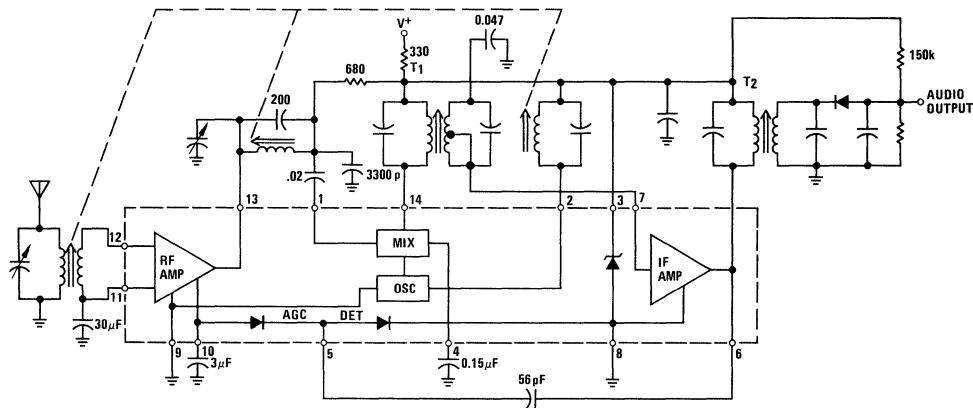 V+
330
0.047
T1
680
T2
150k
200
AUDIO
OUTPUT
.02
3300 p
13
1
14
2
3
7
12
RF
AMP
MIX
IF
AMP
OSC
11
AGC
DET
30μF
9
10
5
4
8
6
3μF
0.15μF
56pF